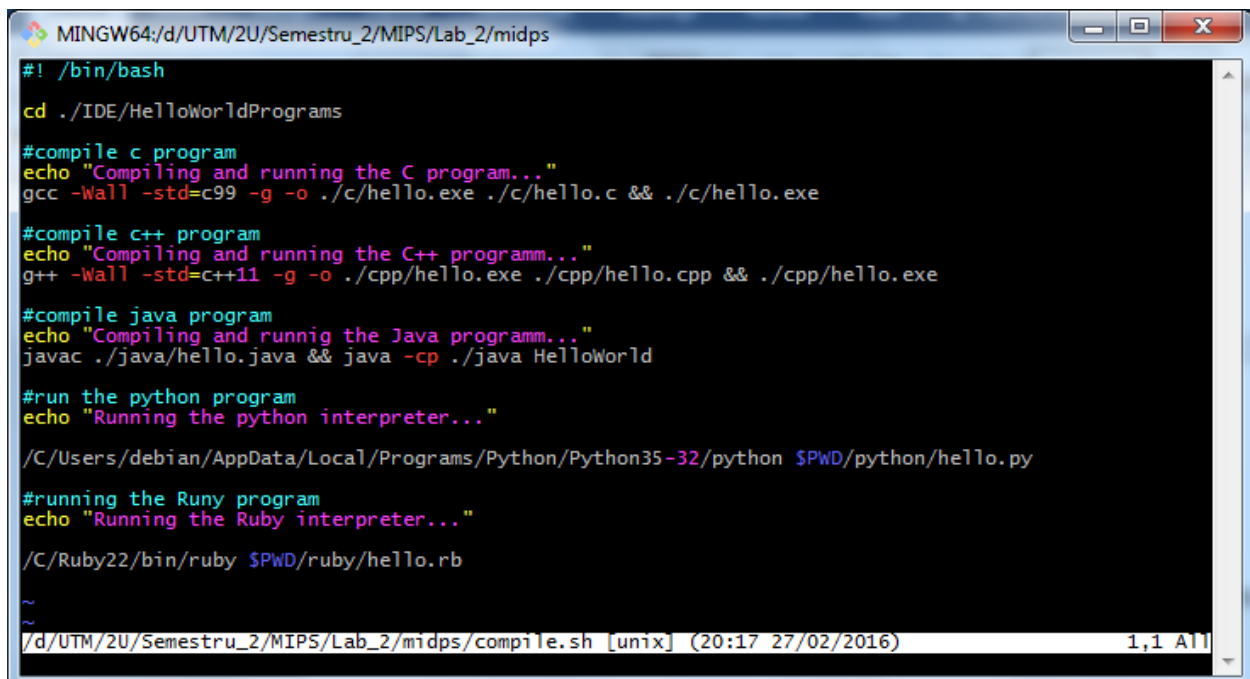 MINGW64:/d/UTM/2U/Semestru_2/MIPS/Lab_2/midps
#! /bin/bash
cd ./IDE/HelloWorldPrograms
#compile c program
echo "Compiling and running the C program..."
gcc -Wall -std=c99 -g -o ./c/hello.exe ./c/hello.c && ./c/hello.exe
#compile c++ program
echo "Compiling and running the C++ programm..."
g++ -Wall -std=c++11 -g -o ./cpp/hello.exe ./cpp/hello.cpp && ./cpp/hello.exe
#compile java program
echo "Compiling and runnig the Java programm..."
javac ./java/hello.java && java -cp ./java HelloWorld
#run the python program
echo "Running the python interpreter..."
/C/Users/debian/AppData/Local/Programs/Python/Python35-32/python $PWD/python/hello.py
#running the Runy program
echo "Running the Ruby interpreter..."
/C/Ruby22/bin/ruby $PWD/ruby/hello.rb
~
~
/d/UTM/2U/Semestru_2/MIPS/Lab_2/midps/compile.sh [unix] (20:17 27/02/2016) 1,1 All